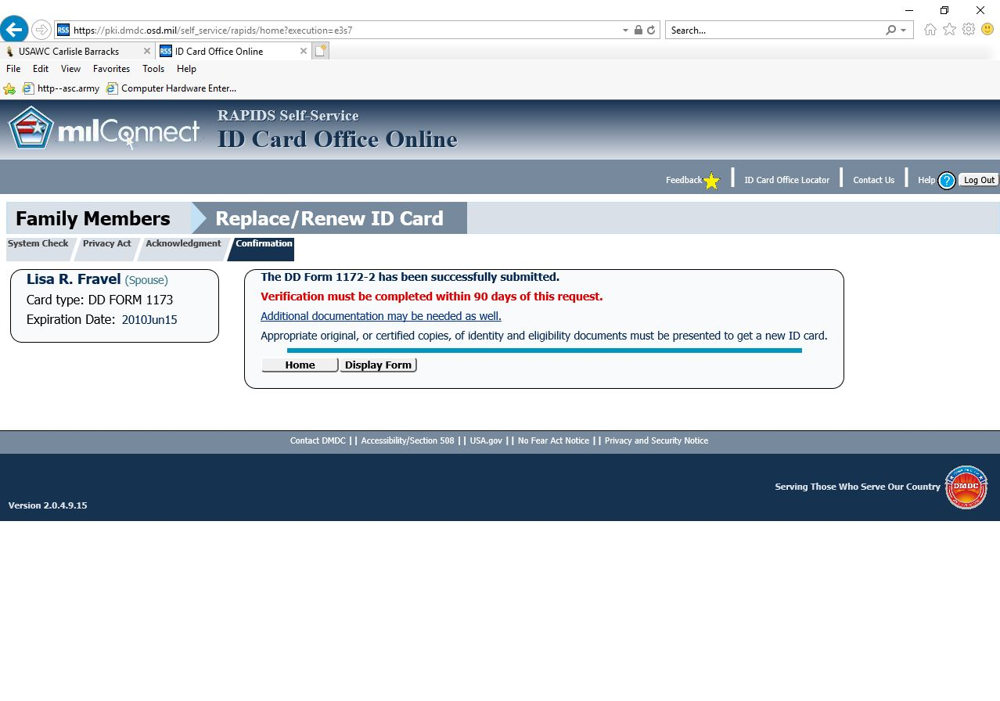 https://pki.dmdc.osd.mil/self_service/rapids/home?execution=e3s7
Search...
USAWC Carlisle Barracks
RSS ID Card Office Online
File Edit View Favorites Tools Help
http--asc.army Computer Hardware Enter...
milConnect
RAPIDS Self-Service
ID Card Office Online
Feedback ID Card Office Locator Contact Us Help ? Log Out
Family Members Replace/Renew ID Card
System Check Privacy Act Acknowledgment Confirmation
Lisa R. Fravel (Spouse)
Card type: DD FORM 1173
Expiration Date: 2010Jun15
The DD Form 1172-2 has been successfully submitted.
Verification must be completed within 90 days of this request.
Additional documentation may be needed as well.
Appropriate original, or certified copies, of identity and eligibility documents must be presented to get a new ID card.
Home Display Form
Contact DMDC || Accessibility/Section 508 || USA.gov || No Fear Act Notice || Privacy and Security Notice
Serving Those Who Serve Our Country
DMDC
Version 2.0.4.9.15